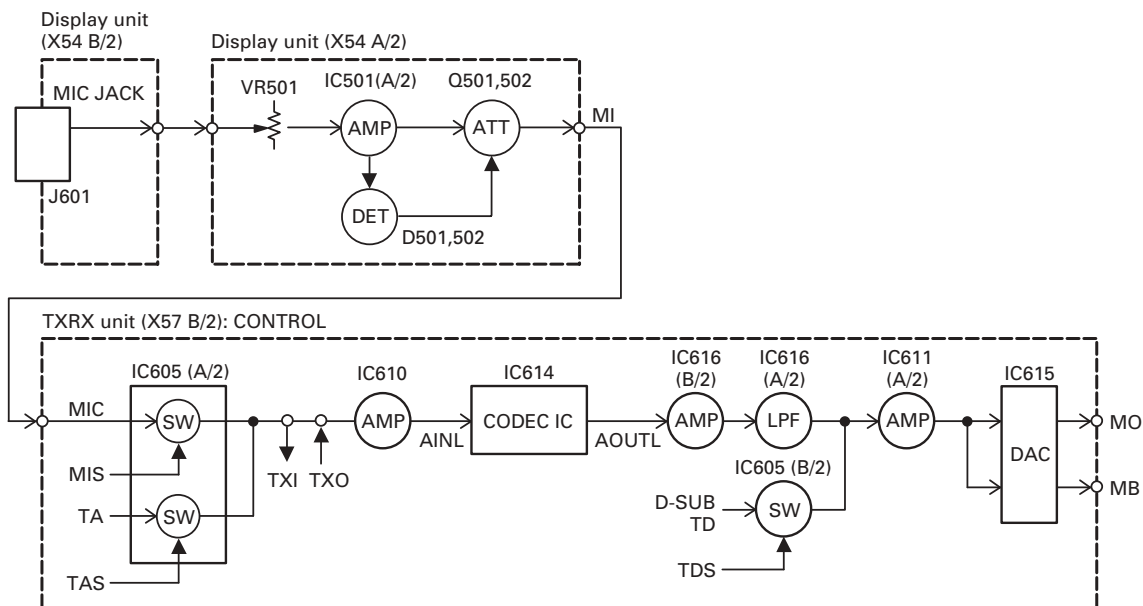 Display unit
(X54 B/2)
Display unit (X54 A/2)
MIC JACK
VR501
IC501(A/2)
Q501,502
AMP
ATT
MI
J601
DET
D501,502
TXRX unit (X57 B/2): CONTROL
IC605 (A/2)
IC610
IC614
IC616
(B/2)
IC616
(A/2)
IC611
(A/2)
IC615
MIC
SW
AMP
CODEC IC
AMP
LPF
AMP
DAC
MO
AINL
AOUTL
MIS
TXI
TXO
IC605 (B/2)
MB
TA
SW
D-SUB
TD
SW
TAS
TDS